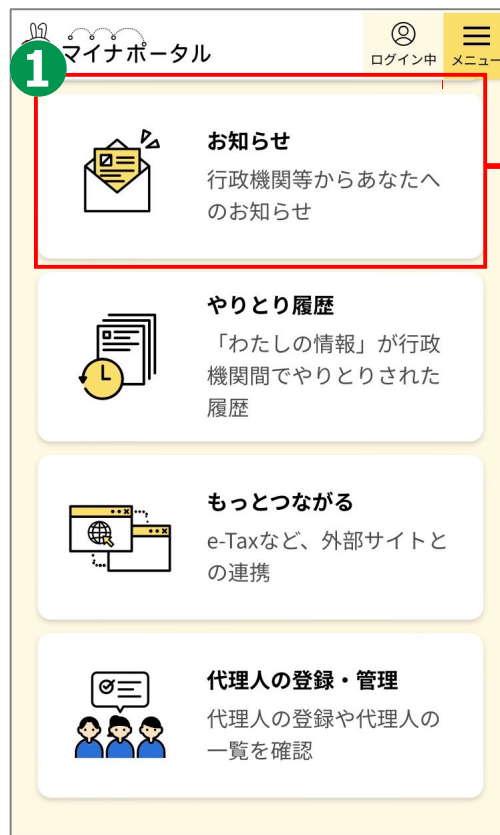 マイナポータル
ログイン中
メニュー
1
お知らせ
行政機関等からあなたへ
のお知らせ
やりとり履歴
「わたしの情報」が行政
機関間でやりとりされた
履歴
もっとつながる
e-Taxなど、外部サイトと
の連携
代理人の登録・管理
代理人の登録や代理人の
一覧を確認